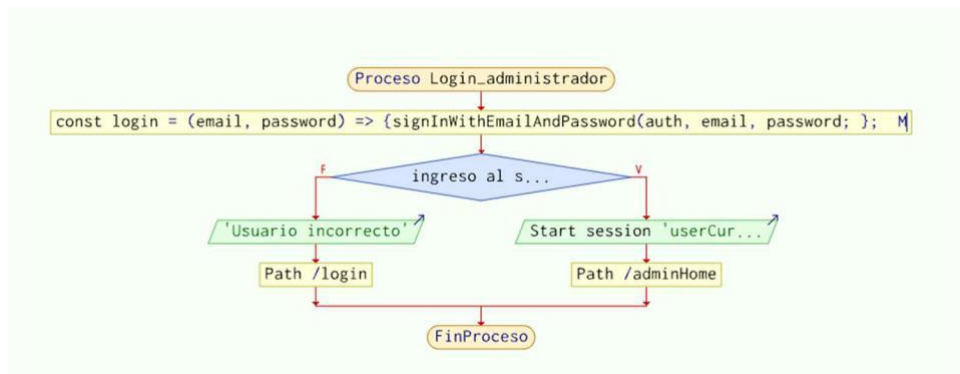 Proceso Login_administrador
const login = (email, password) => {signInWithEmailAndPassword(auth, email, password; }; M
F
V
ingreso al s...
'Usuario incorrecto'
Start session 'userCur...
Path /login
Path /adminHome
FinProceso